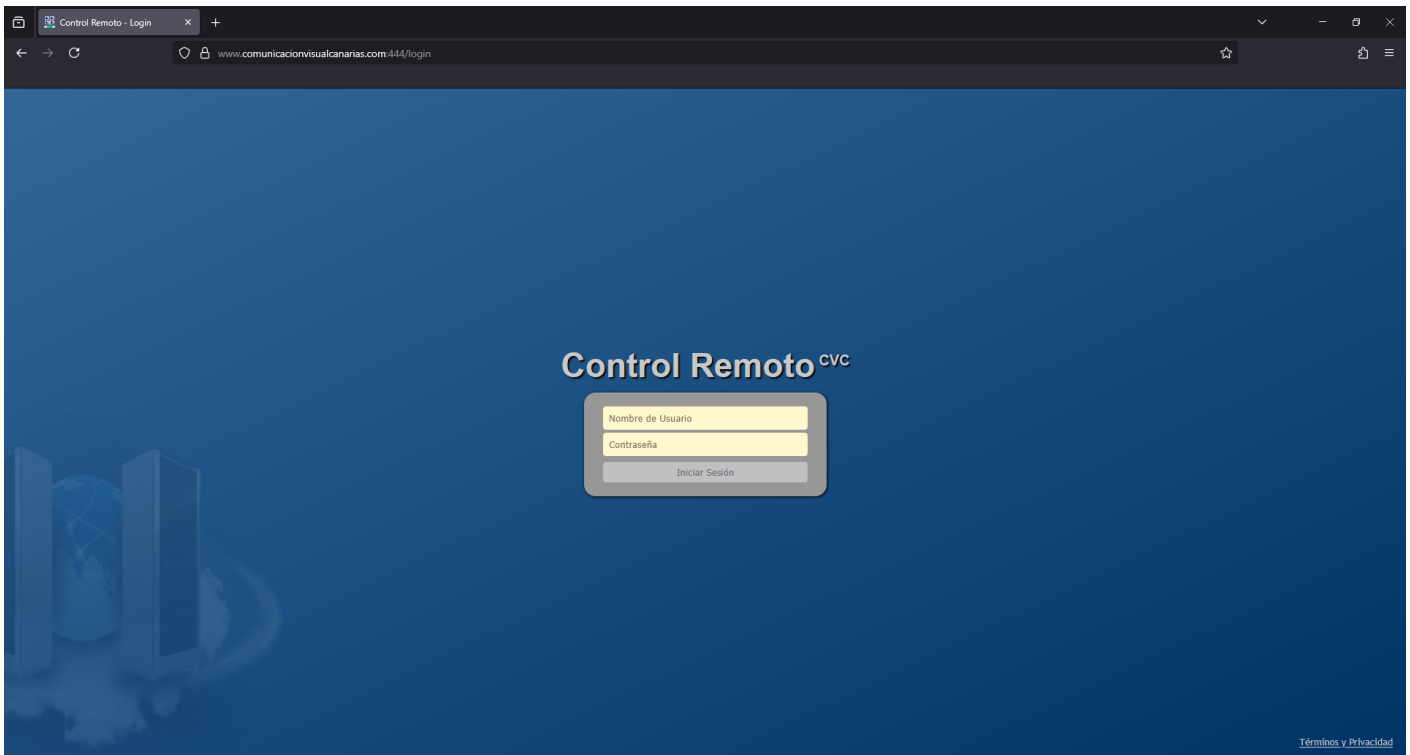 Control Remoto - Login
www.comunicacionvisualcanarias.com:444/login
Control Remoto CVC
Nombre de Usuario
Contraseña
Iniciar Sesión
Términos y Privacidad